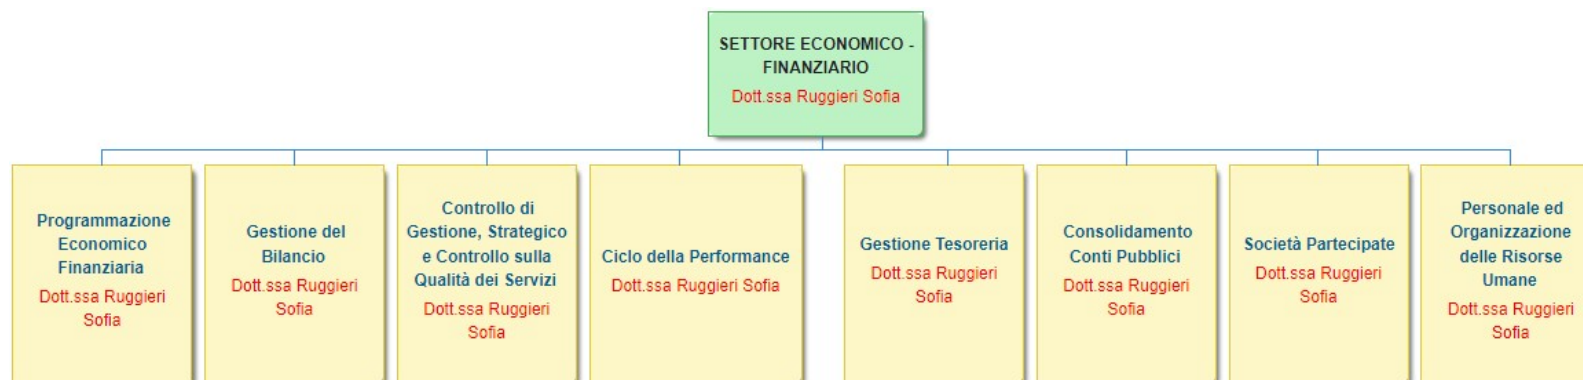 SETTORE ECONOMICO -
FINANZIARIO
Dott.ssa Ruggieri Sofia
Programmazione
Economico
Finanziaria
Dott.ssa Ruggieri
Sofia
Gestione del
Bilancio
Dott.ssa Ruggieri
Sofia
Controllo di
Gestione, Strategico
e Controllo sulla
Qualità dei Servizi
Dott.ssa Ruggieri
Sofia
Ciclo della Performance
Dott.ssa Ruggieri Sofia
Gestione Tesoreria
Dott.ssa Ruggieri
Sofia
Consolidamento
Conti Pubblici
Dott.ssa Ruggieri
Sofia
Società Partecipate
Dott.ssa Ruggieri
Sofia
Personale ed
Organizzazione
delle Risorse
Umane
Dott.ssa Ruggieri
Sofia